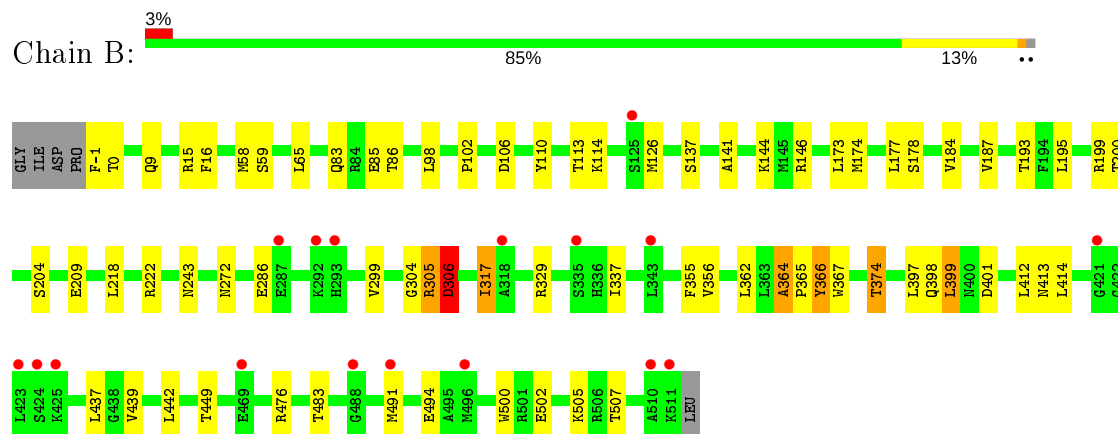 3%
Chain B:
85% 13% ••
GLY ILE ASP PRO F-1 T0 Q9 R15 F16 M58 S59 L65 Q83 R84 E85 T86 L98 P102 D106 Y110 T113 K114 S125 M126 S137 A141 K144 M145 R146 L173 M174 L177 S178 V184 V187 T193 F194 L195 R199 T200
S204 E209 L218 R222 N243 N272 E286 E287 K292 H293 V299 G304 R305 D306 I317 A318 R329 S335 H336 I337 L343 F355 V356 L362 L363 A364 P365 Y366 W367 T374 L397 Q398 L399 N400 D401 L412 N413 L414 G421 G422
L423 S424 K425 L437 G438 V439 L442 T449 E469 R476 T483 G488 M491 E494 A495 M496 W500 R501 E502 K505 R506 T507 A510 K511 LEU